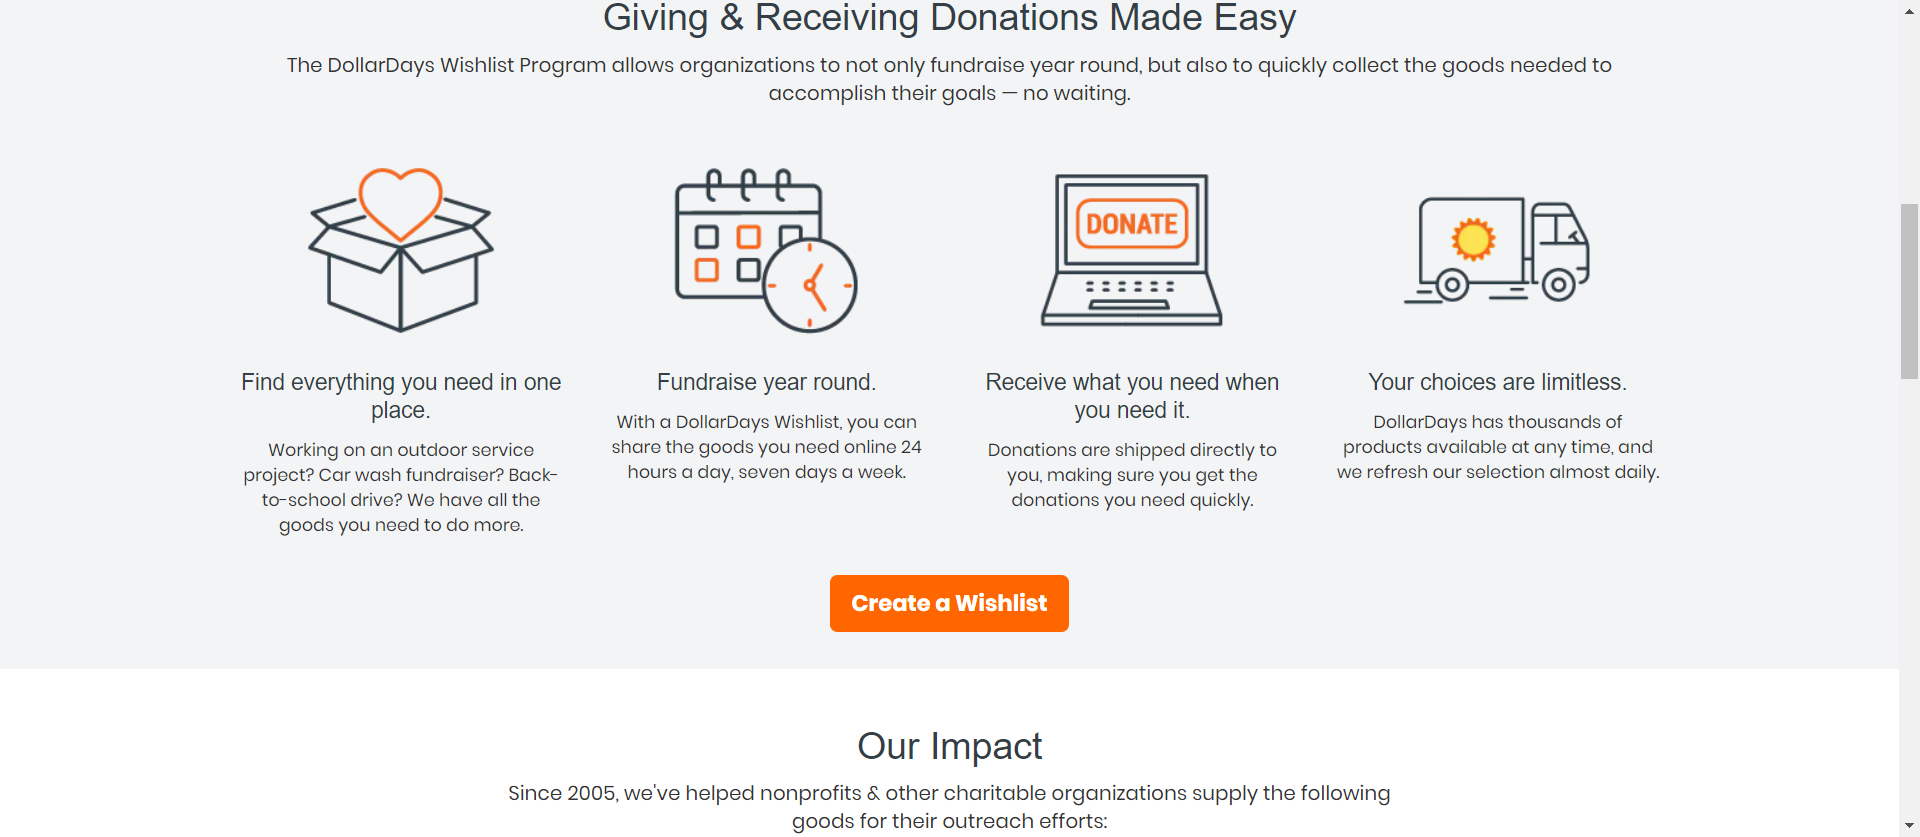 Giving & Receiving Donations Made Easy
The DollarDays Wishlist Program allows organizations to not only fundraise year round, but also to quickly collect the goods needed to
accomplish their goals — no waiting.
DONATE
Find everything you need in one
place.
Working on an outdoor service
project? Car wash fundraiser? Back-
to-school drive? We have all the
goods you need to do more.
Fundraise year round.
With a DollarDays Wishlist, you can
share the goods you need online 24
hours a day, seven days a week.
Receive what you need when
you need it.
Donations are shipped directly to
you, making sure you get the
donations you need quickly.
Your choices are limitless.
DollarDays has thousands of
products available at any time, and
we refresh our selection almost daily.
Create a Wishlist
Our Impact
Since 2005, we've helped nonprofits & other charitable organizations supply the following
goods for their outreach efforts: